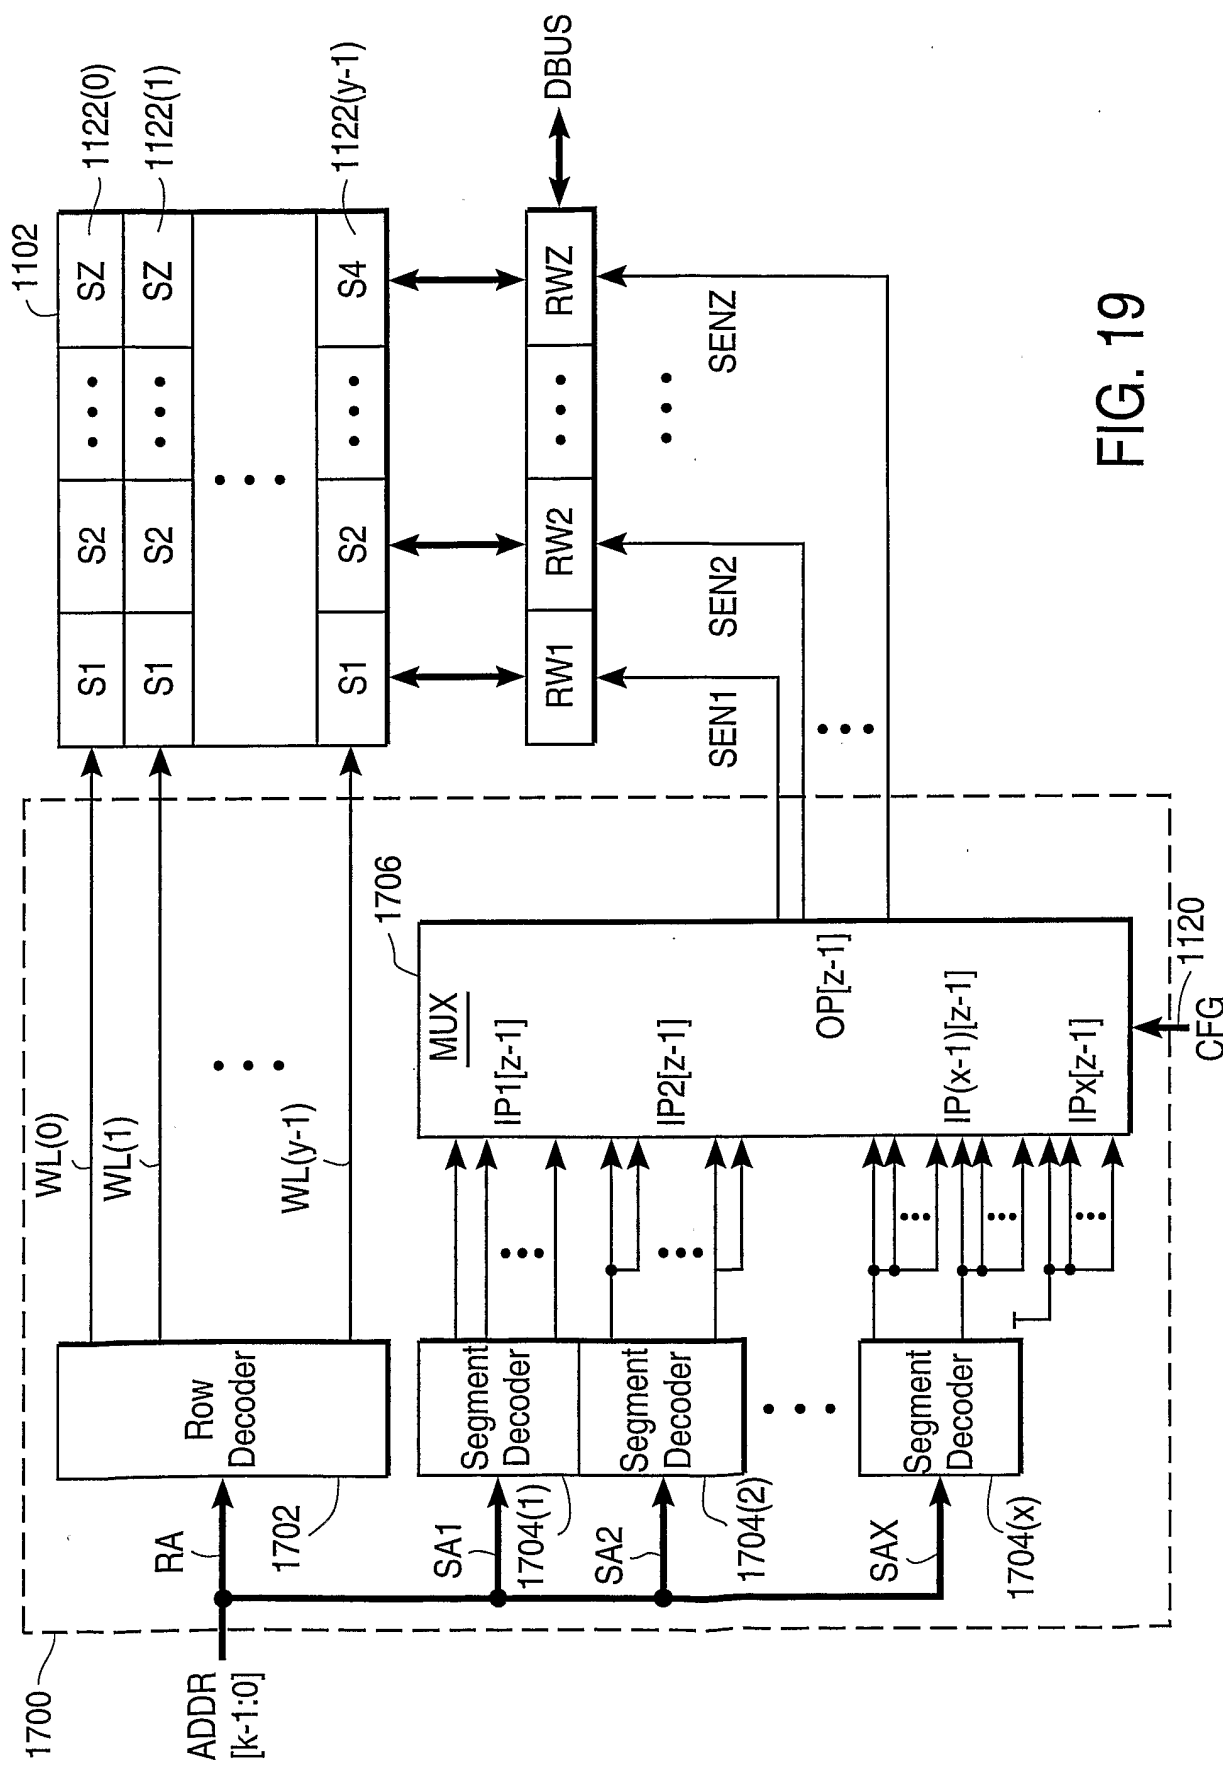 1700
ADDR
[k-1:0]
RA
1702
Row
Decoder
WL(0)
WL(1)
WL(y-1)
1102
S1
S2
SZ
1122(0)
S1
S2
SZ
1122(1)
S1
S2
S4
1122(y-1)
RW1
RW2
RWZ
DBUS
SEN1
SEN2
SENZ
SA1
1704(1)
Segment
Decoder
SA2
1704(2)
Segment
Decoder
SAX
1704(x)
Segment
Decoder
1706
MUX
IP1[z-1]
IP2[z-1]
OP[z-1]
IP(x-1)[z-1]
IPx[z-1]
CFG
1120
FIG. 19